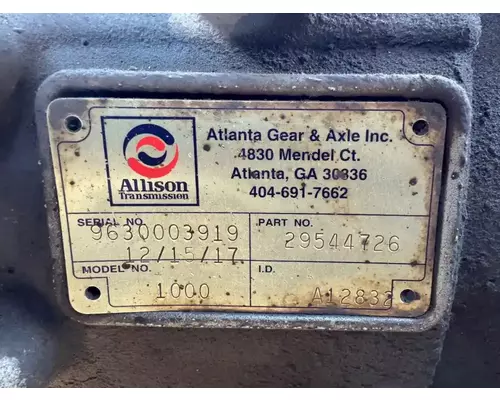 Allison
Transmission
Atlanta Gear & Axle Inc.
4830 Mendel Ct.
Atlanta, GA 30336
404-691-7662
SERIAL NO.
9630003919
12/15/17
PART NO.
29544726
MODEL NO.
1000
I.D.
A12832